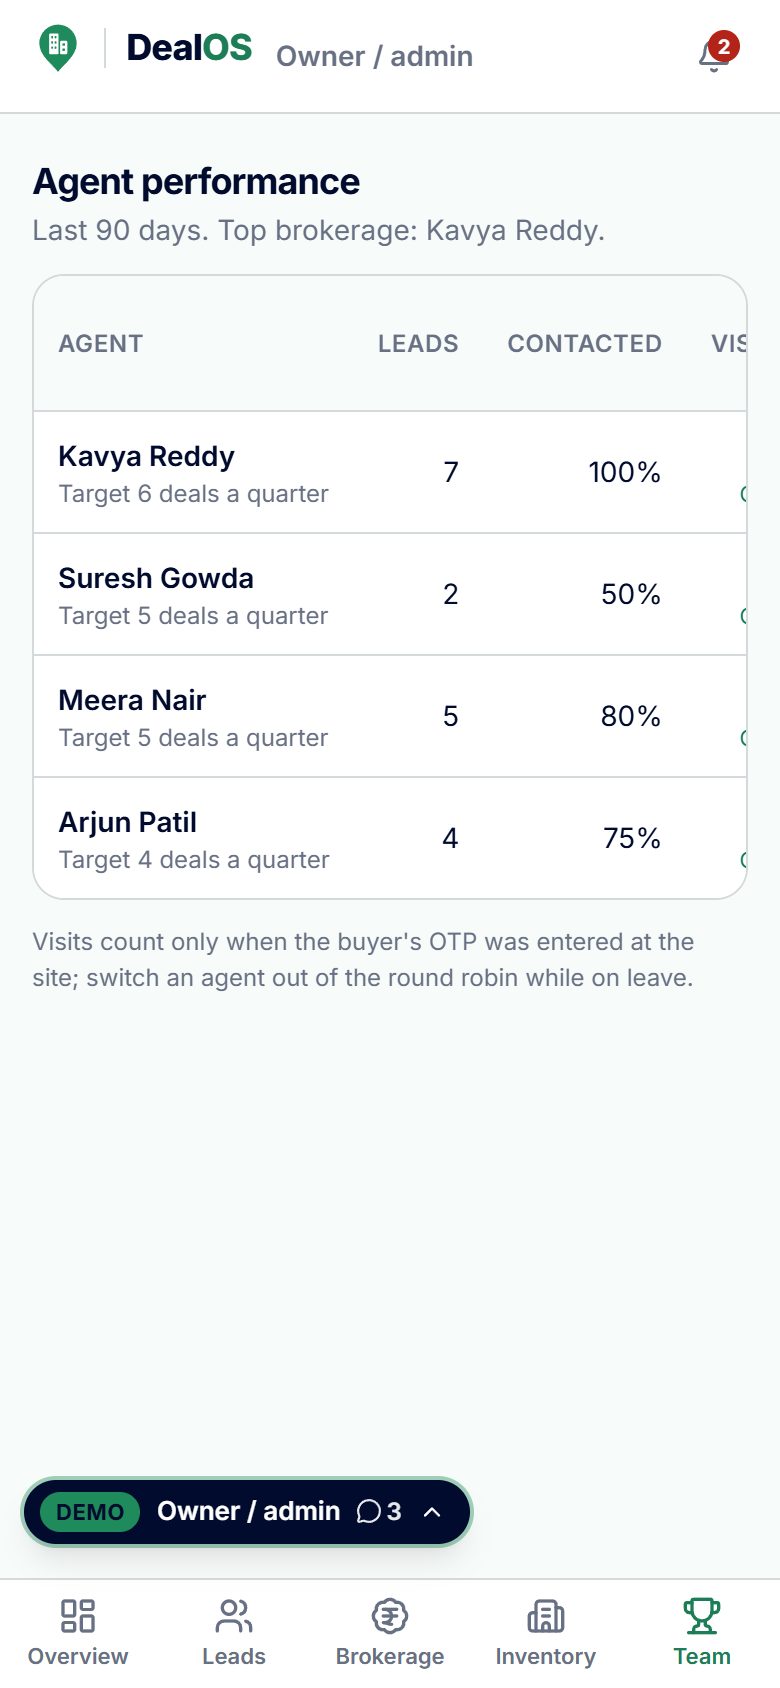 DealOS Owner / admin 2
Agent performance
Last 90 days. Top brokerage: Kavya Reddy.
AGENT LEADS CONTACTED
Kavya Reddy
Target 6 deals a quarter 7 100%
Suresh Gowda
Target 5 deals a quarter 2 50%
Meera Nair
Target 5 deals a quarter 5 80%
Arjun Patil
Target 4 deals a quarter 4 75%
Visits count only when the buyer's OTP was entered at the
site; switch an agent out of the round robin while on leave.
DEMO Owner / admin 3
Overview Leads Brokerage Inventory Team